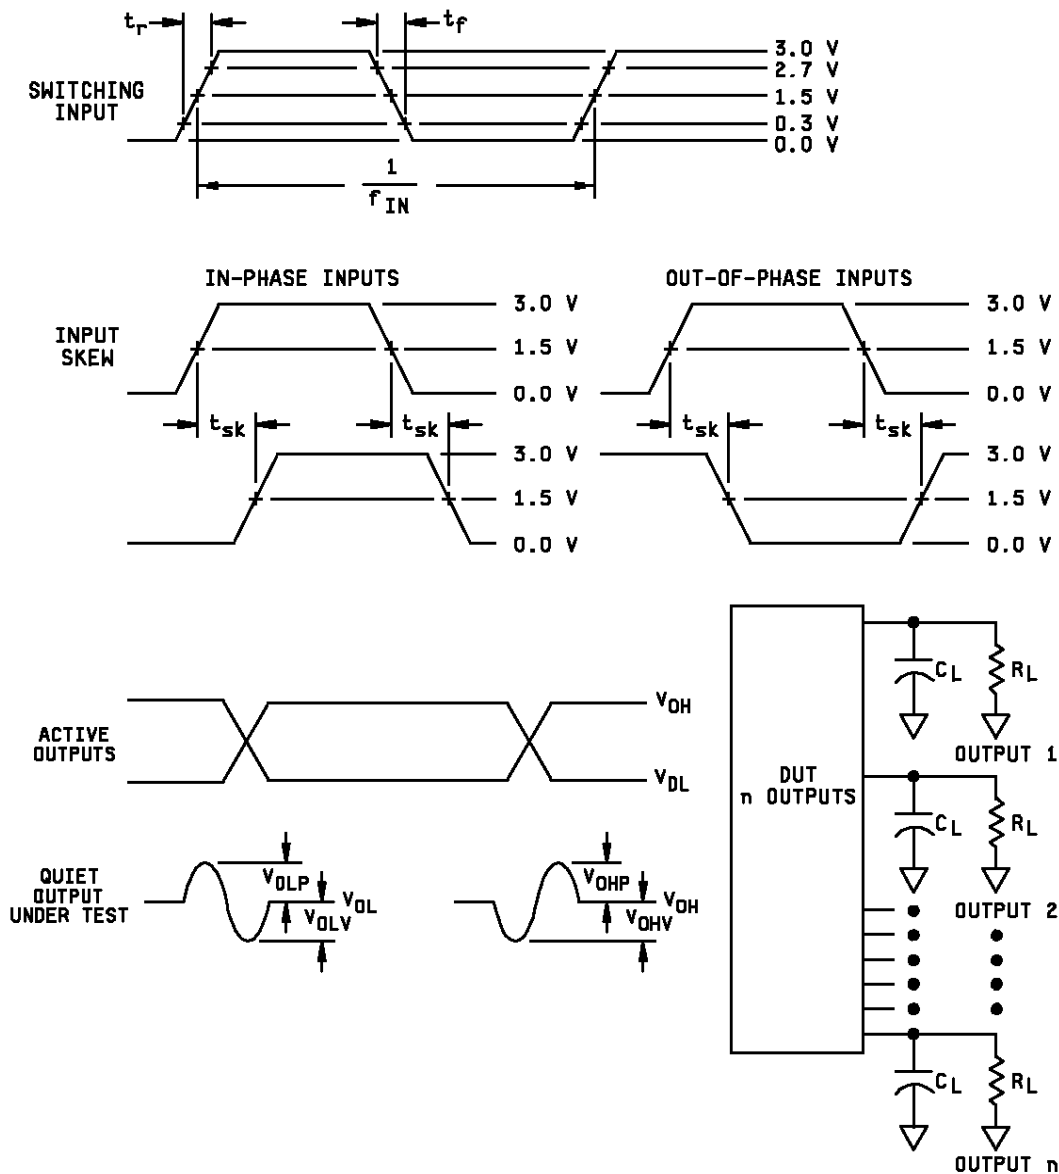 tr
tf
SWITCHING
INPUT
3.0 V
2.7 V
1.5 V
0.3 V
0.0 V
1
fIN
IN-PHASE INPUTS
OUT-OF-PHASE INPUTS
INPUT
SKEW
3.0 V
1.5 V
0.0 V
3.0 V
1.5 V
0.0 V
tsk
tsk
tsk
tsk
3.0 V
1.5 V
0.0 V
3.0 V
1.5 V
0.0 V
ACTIVE
OUTPUTS
VOH
VOL
QUIET
OUTPUT
UNDER TEST
VOLP
VOL
VOLV
VOHP
VOH
VOHV
DUT
n OUTPUTS
CL
RL
OUTPUT 1
CL
RL
OUTPUT 2
CL
RL
OUTPUT n